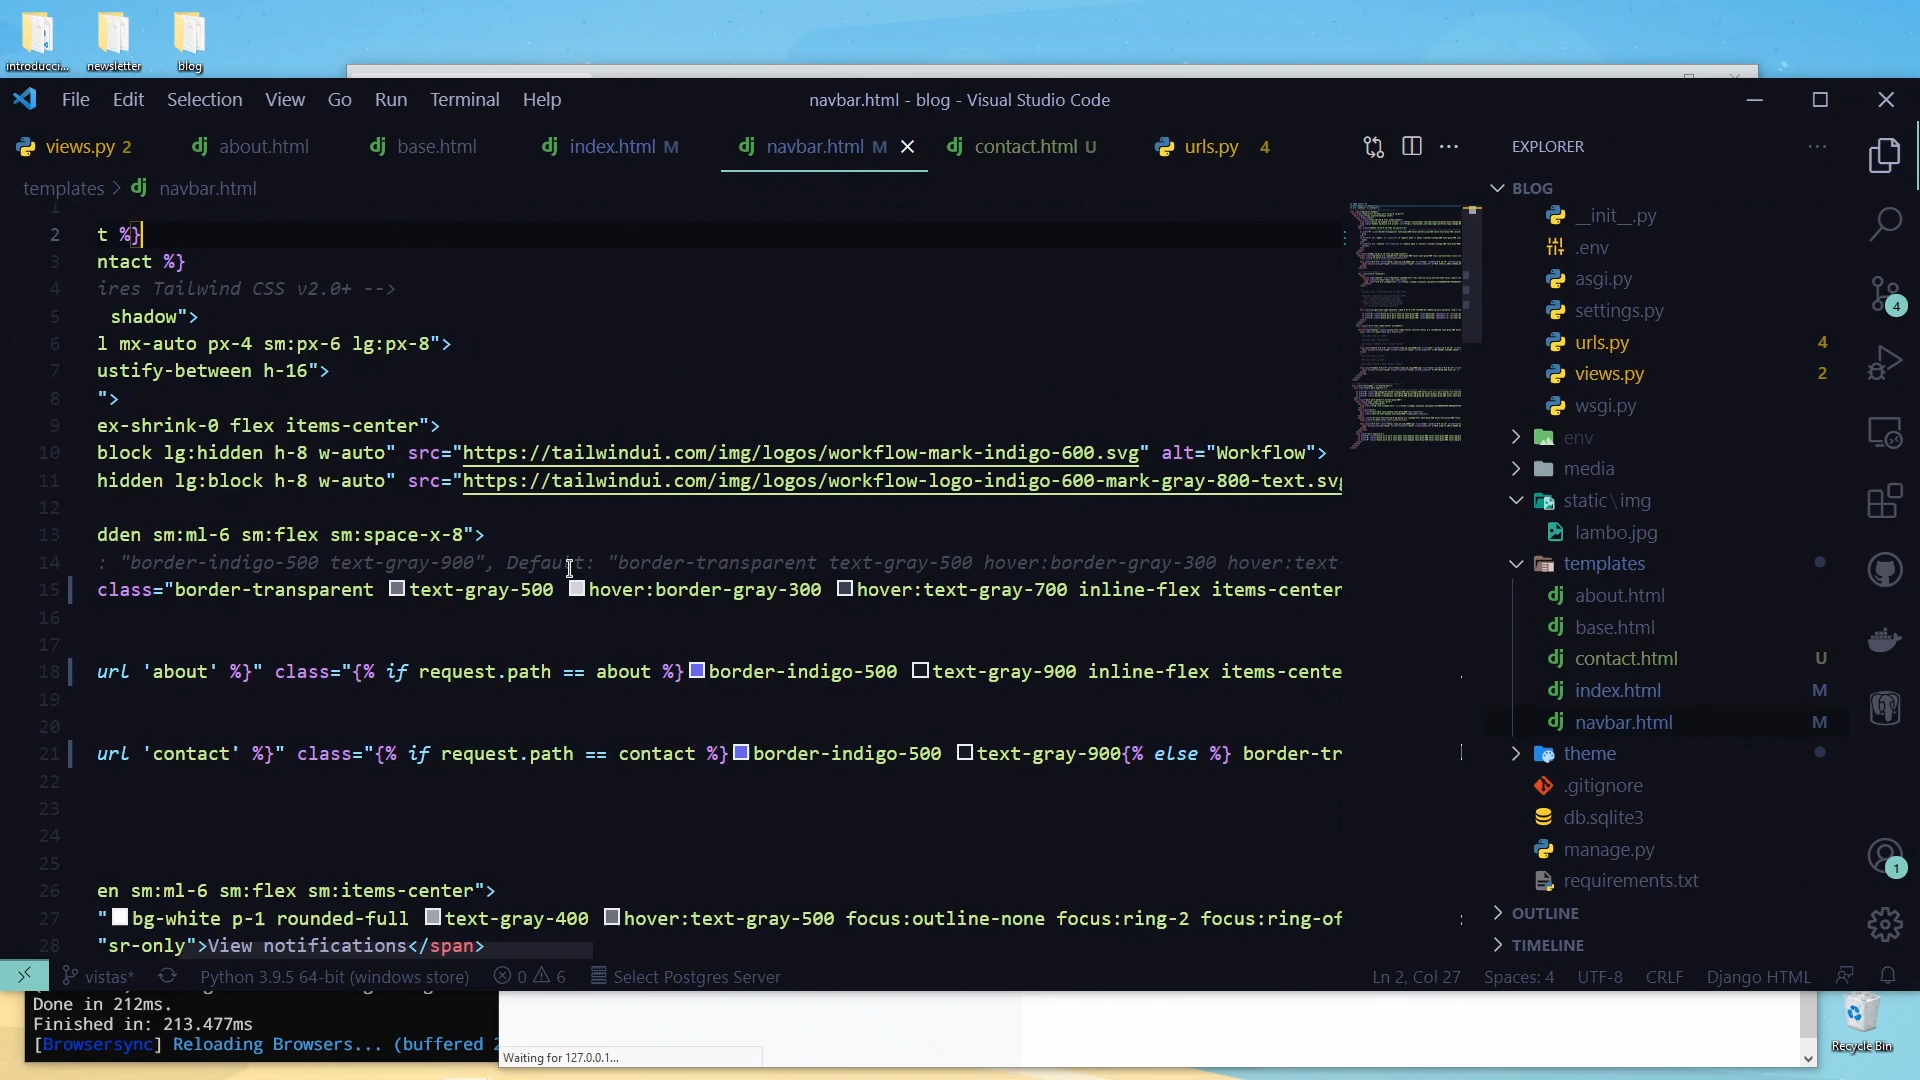 introducci...
newsletter
blog
File Edit Selection View Go Run Terminal Help
navbar.html - blog - Visual Studio Code
views.py 2
about.html
base.html
index.html M
navbar.html M
contact.html U
urls.py 4
EXPLORER
templates > navbar.html
BLOG
1
2 t %}
3 ntact %}
4 ires Tailwind CSS v2.0+ -->
5 shadow">
6 l mx-auto px-4 sm:px-6 lg:px-8">
7 ustify-between h-16">
8 ">
9 ex-shrink-0 flex items-center">
10 block lg:hidden h-8 w-auto" src="https://tailwindui.com/img/logos/workflow-mark-indigo-600.svg" alt="Workflow">
11 hidden lg:block h-8 w-auto" src="https://tailwindui.com/img/logos/workflow-logo-indigo-600-mark-gray-800-text.svg
12
13 dden sm:ml-6 sm:flex sm:space-x-8">
14 : "border-indigo-500 text-gray-900", Default: "border-transparent text-gray-500 hover:border-gray-300 hover:text-
15 class="border-transparent text-gray-500 hover:border-gray-300 hover:text-gray-700 inline-flex items-center
16
17
18 url 'about' %}" class="{% if request.path == about %}border-indigo-500 text-gray-900 inline-flex items-cente
19
20
21 url 'contact' %}" class="{% if request.path == contact %}border-indigo-500 text-gray-900{% else %} border-tr
22
23
24
25
26 en sm:ml-6 sm:flex sm:items-center">
27 "bg-white p-1 rounded-full text-gray-400 hover:text-gray-500 focus:outline-none focus:ring-2 focus:ring-of
28 "sr-only">View notifications</span>
__init__.py
.env
asgi.py
settings.py
urls.py 4
views.py 2
wsgi.py
env
media
static\img
lambo.jpg
templates
about.html
base.html
contact.html U
index.html M
navbar.html M
theme
.gitignore
db.sqlite3
manage.py
requirements.txt
OUTLINE
TIMELINE
4
1
vistas* Python 3.9.5 64-bit (windows store) 0 6 Select Postgres Server
Ln 2, Col 27 Spaces: 4 UTF-8 CRLF Django HTML
Done in 212ms.
Finished in: 213.477ms
[Browsersync] Reloading Browsers... (buffered 2
Waiting for 127.0.0.1...
Recycle Bin